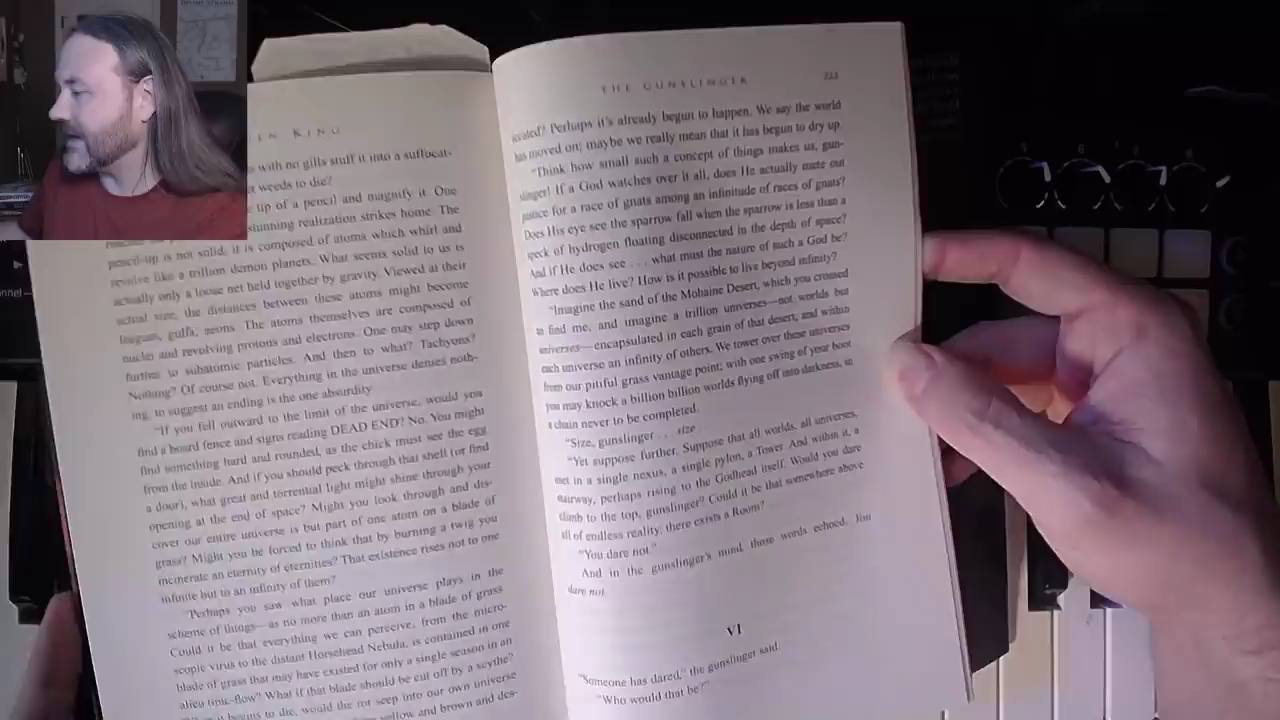 EN KING
with no gills stuff it into a suffocat-
weeds to die?
tip of a pencil and magnify it. One
stunning realization strikes home. The
pencil-tip is not solid; it is composed of atoms which whirl and
revolve like a trillion demon planets. What seems solid to us is
actually only a loose net held together by gravity. Viewed at their
actual size, the distances between these atoms might become
leagues, gulfs, aeons. The atoms themselves are composed of
nuclei and revolving protons and electrons. One may step down
further to subatomic particles. And then to what? Tachyons?
Nothing? Of course not. Everything in the universe denies noth-
ing; to suggest an ending is the one absurdity.
"If you fell outward to the limit of the universe, would you
find a board fence and signs reading DEAD END? No. You might
find something hard and rounded, as the chick must see the egg
from the inside. And if you should peck through that shell (or find
a door), what great and torrential light might shine through your
opening at the end of space? Might you look through and dis-
cover our entire universe is but part of one atom on a blade of
grass? Might you be forced to think that by burning a twig you
incinerate an eternity of eternities? That existence rises not to one
infinite but to an infinity of them?
"Perhaps you saw what place our universe plays in the
scheme of things—as no more than an atom in a blade of grass.
Could it be that everything we can perceive, from the micro-
scopic virus to the distant Horsehead Nebula, is contained in one
blade of grass that may have existed for only a single season in an
alien time-flow? What if that blade should be cut off by a scythe?
begins to die, would the rot seep into our own universe
yellow and brown and des-
THE GUNSLINGER
iccated? Perhaps it's already begun to happen. We say the world
has moved on; maybe we really mean that it has begun to dry up.
"Think how small such a concept of things makes us, gun-
slinger! If a God watches over it all, does He actually mete out
justice for a race of gnats among an infinitude of races of gnats?
Does His eye see the sparrow fall when the sparrow is less than a
speck of hydrogen floating disconnected in the depth of space?
And if He does see . . . what must the nature of such a God be?
Where does He live? How is it possible to live beyond infinity?
"Imagine the sand of the Mohaine Desert, which you crossed
to find me, and imagine a trillion universes—not worlds but
universes—encapsulated in each grain of that desert; and within
each universe an infinity of others. We tower over these universes
from our pitiful grass vantage point; with one swing of your boot
you may knock a billion billion worlds flying off into darkness, in
a chain never to be completed.
"Size, gunslinger . . . size . . .
"Yet suppose further. Suppose that all worlds, all universes,
met in a single nexus, a single pylon, a Tower. And within it, a
stairway, perhaps rising to the Godhead itself. Would you dare
climb to the top, gunslinger? Could it be that somewhere above
all of endless reality, there exists a Room? . . .
"You dare not."
And in the gunslinger's mind, those words echoed: You
dare not.
VI
"Someone has dared," the gunslinger said.
"Who would that be?"
5
6